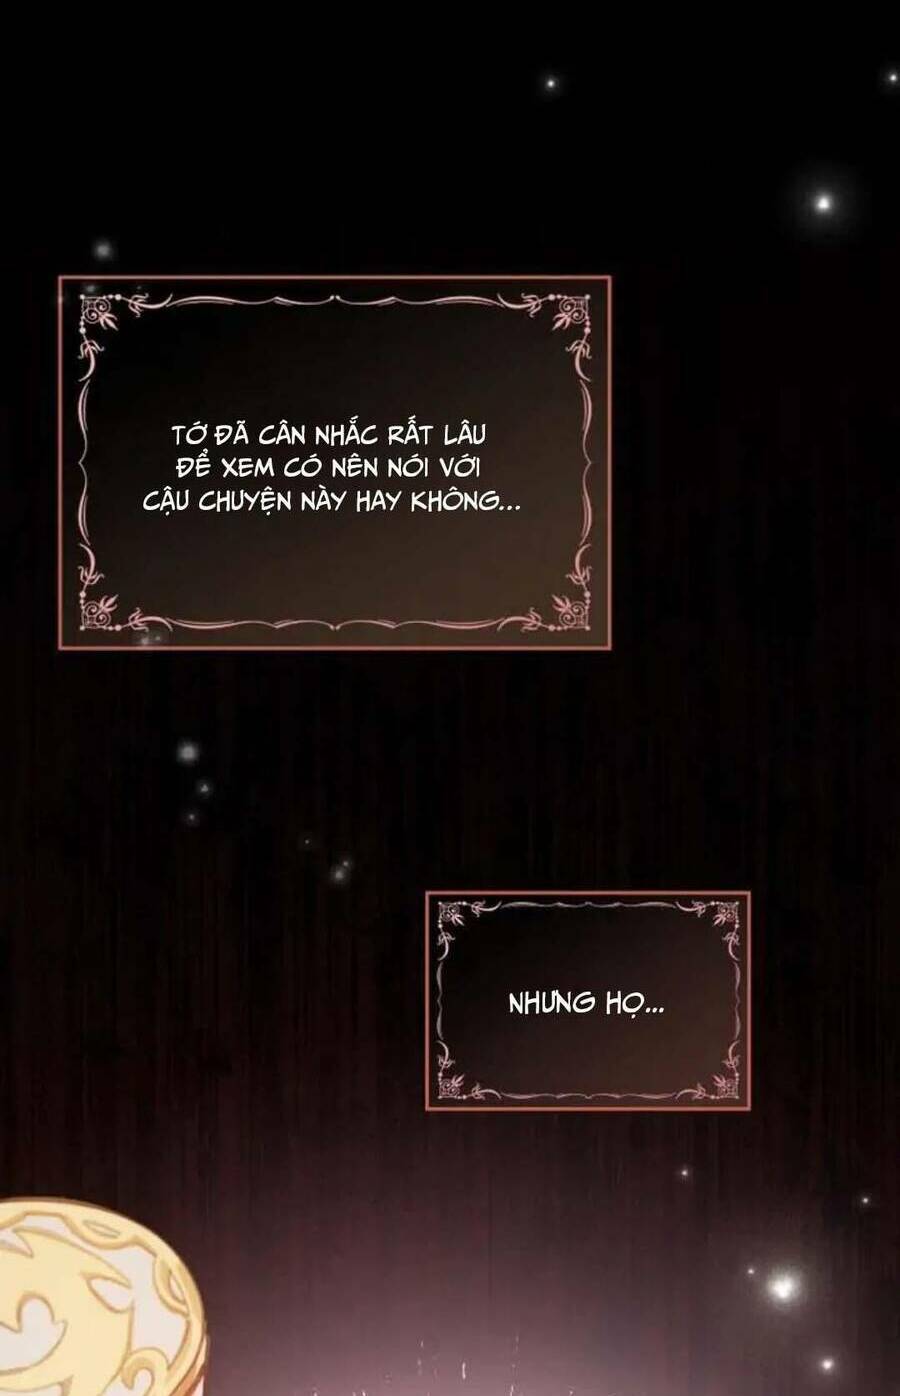 TỚ ĐÃ CÂN NHẮC RẤT LÂU
ĐỂ XEM CÓ NÊN NÓI VỚI
CẬU CHUYỆN NÀY HAY KHÔNG...
NHƯNG HỌ...